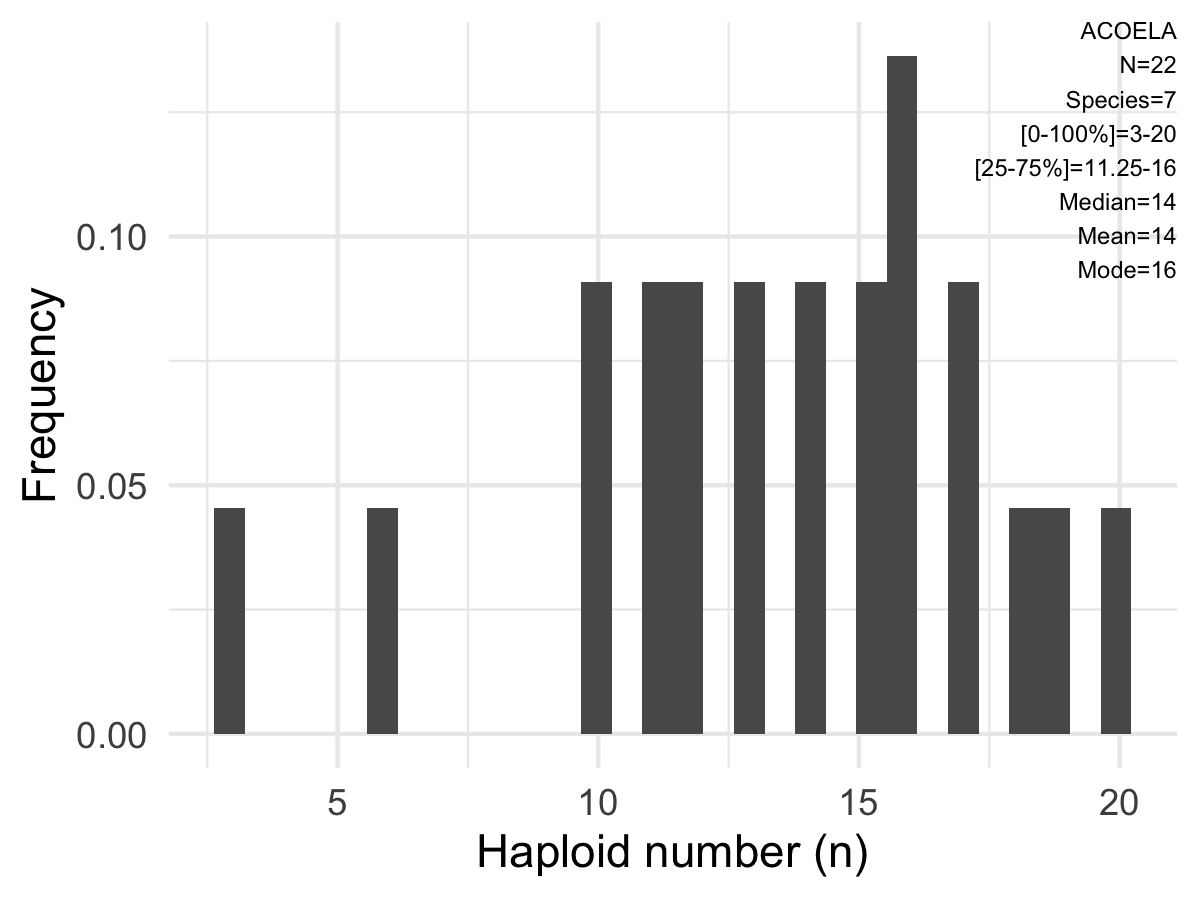 ACOELA
N=22
Species=7
[0-100%]=3-20
[25-75%]=11.25-16
Median=14
Mean=14
Mode=16
0.10
0.05
0.00
Frequency
5 10 15 20
Haploid number (n)